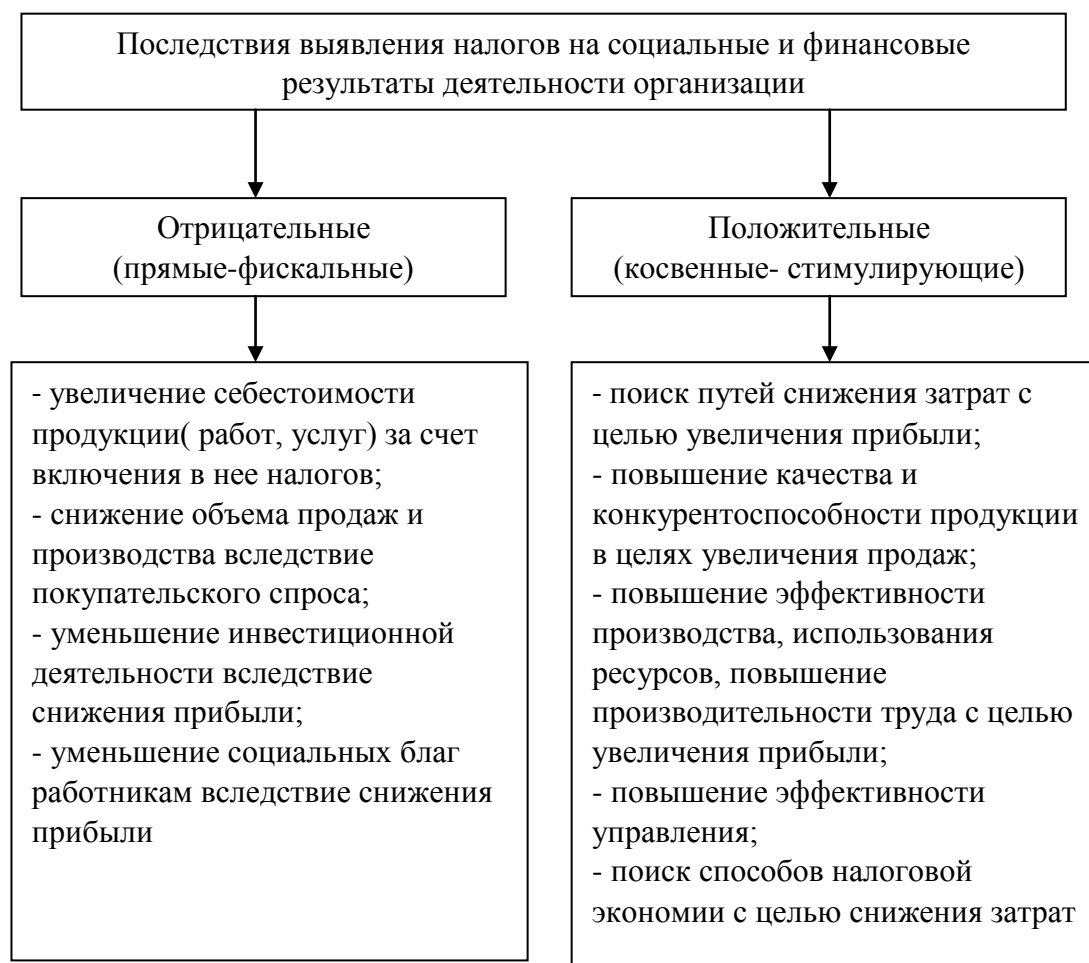 Последствия выявления налогов на социальные и финансовые
результаты деятельности организации
Отрицательные
(прямые-фискальные)
Положительные
(косвенные- стимулирующие)
- увеличение себестоимости
продукции( работ, услуг) за счет
включения в нее налогов;
- снижение объема продаж и
производства вследствие
покупательского спроса;
- уменьшение инвестиционной
деятельности вследствие
снижения прибыли;
- уменьшение социальных благ
работникам вследствие снижения
прибыли
- поиск путей снижения затрат с
целью увеличения прибыли;
- повышение качества и
конкурентоспособности продукции
в целях увеличения продаж;
- повышение эффективности
производства, использования
ресурсов, повышение
производительности труда с целью
увеличения прибыли;
- повышение эффективности
управления;
- поиск способов налоговой
экономии с целью снижения затрат